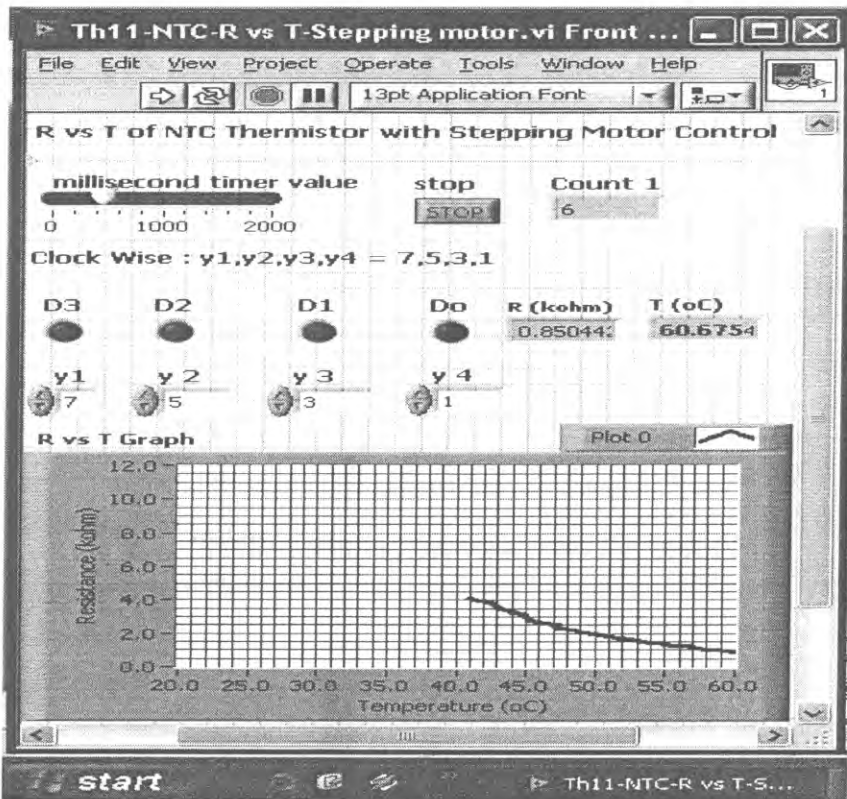 Th11-NTC-R vs T-Stepping motor.vi Front ...
File Edit View Project Operate Tools Window Help
13pt Application Font
1
R vs T of NTC Thermistor with Stepping Motor Control
millisecond timer value stop Count 1
STOP 6
0 1000 2000
Clock Wise : y1,y2,y3,y4 = 7,5,3,1
D3 D2 D1 Do R (kohm) T (oC)
0.85044 60.675
y1 y 2 y 3 y 4
7 5 3 1
R vs T Graph Plot 0
12.0
10.0
8.0
4.0
2.0
0.0
Resistance (kohm)
20.0 25.0 30.0 35.0 40.0 45.0 50.0 55.0 60.0
Temperature (oC)
start Th11-NTC-R vs T-S...